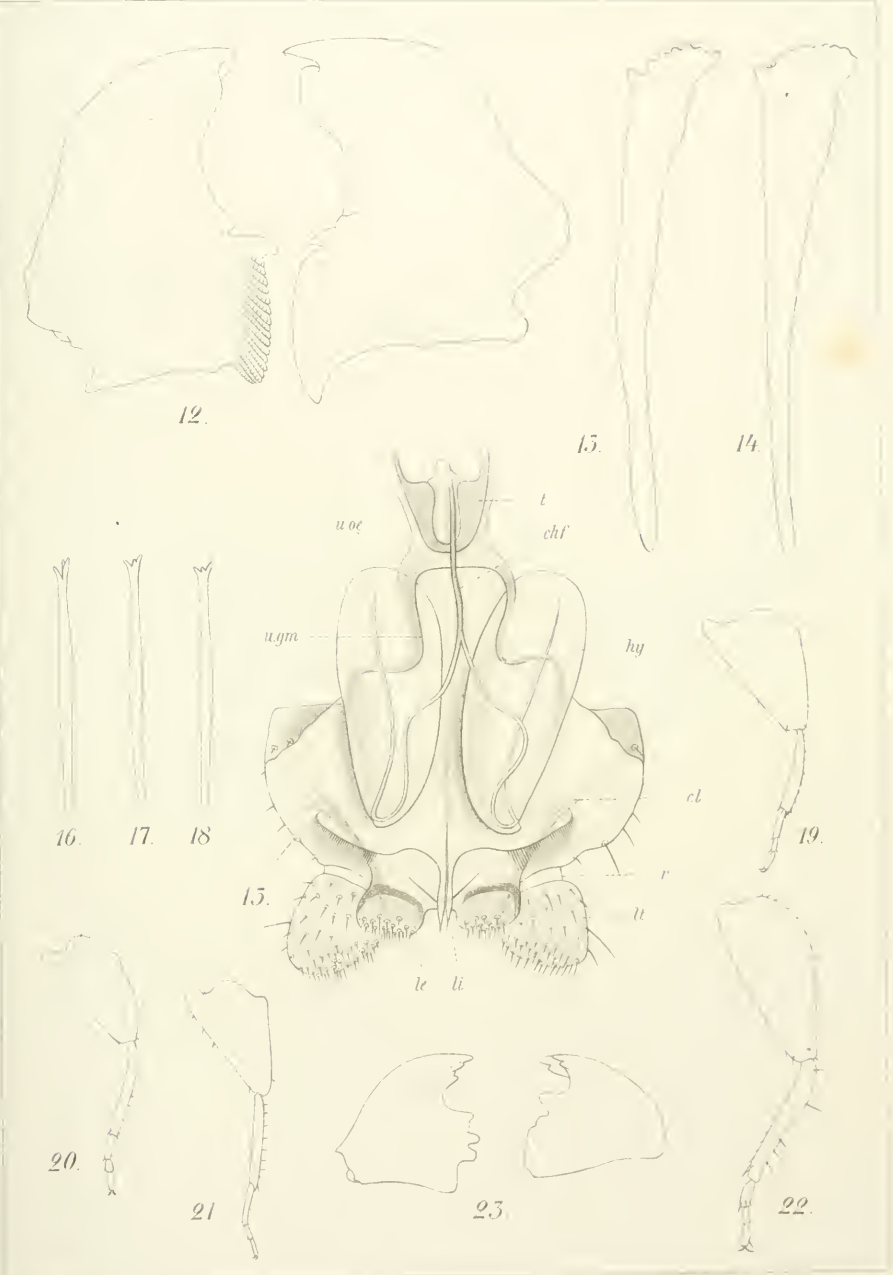 12.
13.
14.
t
u.oe
chf
u.gm
hy
16.
17.
18
cl
19.
15.
r
lt
le li
20.
21
23.
22.